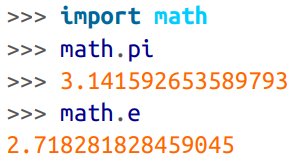 >>> import math
>>> math.pi
>>> 3.141592653589793
>>> math.e
2.718281828459045